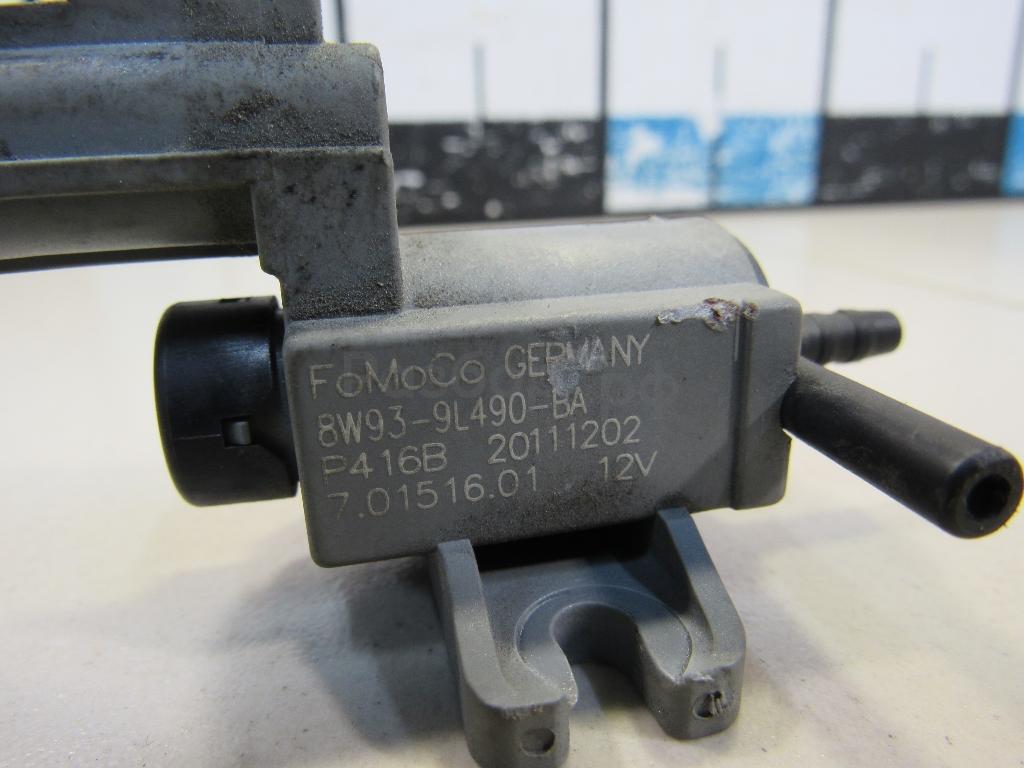 FoMoCo GERMANY
8W93-9L490-BA
P416B 20111202
7.01516.01 12V